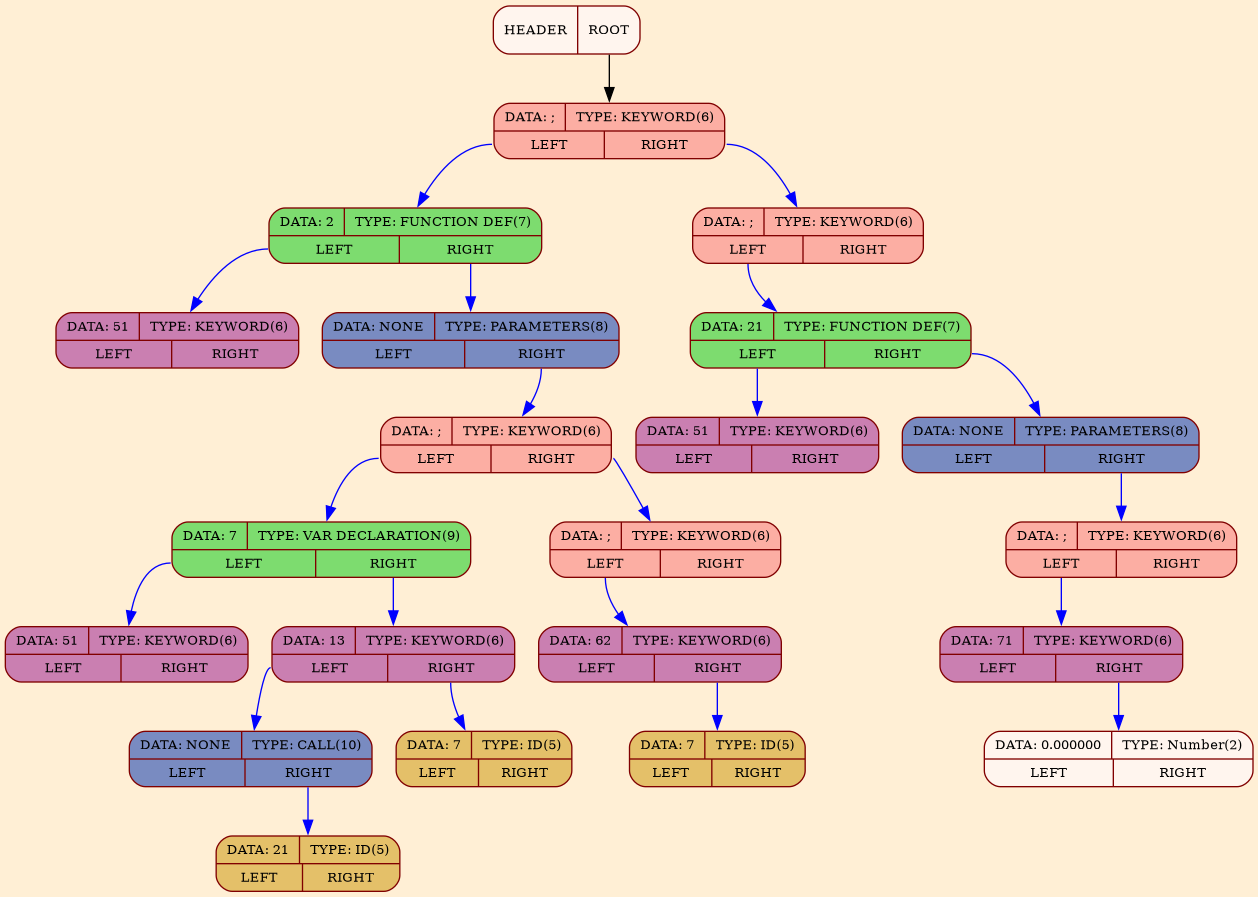 HEADER ROOT
DATA: ; TYPE: KEYWORD(6)
LEFT RIGHT
DATA: 2 TYPE: FUNCTION DEF(7)
LEFT RIGHT
DATA: ; TYPE: KEYWORD(6)
LEFT RIGHT
DATA: 51 TYPE: KEYWORD(6)
LEFT RIGHT
DATA: NONE TYPE: PARAMETERS(8)
LEFT RIGHT
DATA: 21 TYPE: FUNCTION DEF(7)
LEFT RIGHT
DATA: ; TYPE: KEYWORD(6)
LEFT RIGHT
DATA: 51 TYPE: KEYWORD(6)
LEFT RIGHT
DATA: NONE TYPE: PARAMETERS(8)
LEFT RIGHT
DATA: 7 TYPE: VAR DECLARATION(9)
LEFT RIGHT
DATA: ; TYPE: KEYWORD(6)
LEFT RIGHT
DATA: ; TYPE: KEYWORD(6)
LEFT RIGHT
DATA: 51 TYPE: KEYWORD(6)
LEFT RIGHT
DATA: 13 TYPE: KEYWORD(6)
LEFT RIGHT
DATA: 62 TYPE: KEYWORD(6)
LEFT RIGHT
DATA: 71 TYPE: KEYWORD(6)
LEFT RIGHT
DATA: NONE TYPE: CALL(10)
LEFT RIGHT
DATA: 7 TYPE: ID(5)
LEFT RIGHT
DATA: 7 TYPE: ID(5)
LEFT RIGHT
DATA: 0.000000 TYPE: Number(2)
LEFT RIGHT
DATA: 21 TYPE: ID(5)
LEFT RIGHT